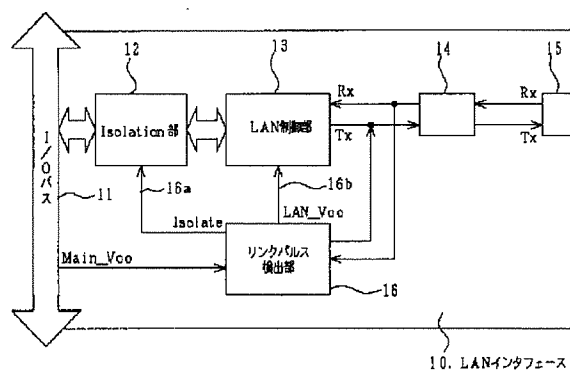 12
13
14
15
Isolation部
LAN制御部
Rx
Tx
Rx
Tx
I/Oバス
11
16a
16b
Isolate
LAN_Vcc
Main_Vcc
リンクパルス
検出部
16
10. LANインタフェース